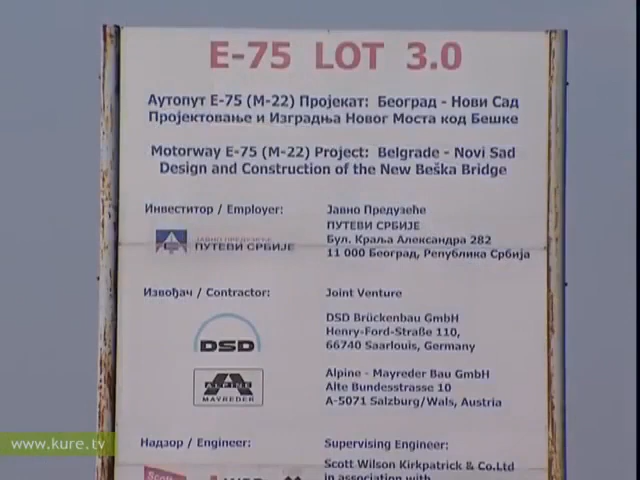 E-75 LOT 3.0
Аутопут Е-75 (М-22) Пројекат: Београд - Нови Сад
Пројектовање и Изградња Новог Моста код Бешке
Motorway E-75 (M-22) Project: Belgrade - Novi Sad
Design and Construction of the New Beška Bridge
Инвеститор / Employer:
Јавно Предузеће
ПУТЕВИ СРБИЈЕ
Бул. Краља Александра 282
11 000 Београд, Република Србија
ЈАВНО ПРЕДУЗЕЋЕ
ПУТЕВИ СРБИЈЕ
Извођач / Contractor:
Joint Venture
DSD
DSD Brückenbau GmbH
Henry-Ford-Straße 110,
66740 Saarlouis, Germany
ALPINE
MAYREDER
Alpine - Mayreder Bau GmbH
Alte Bundesstrasse 10
A-5071 Salzburg/Wals, Austria
Надзор / Engineer:
Supervising Engineer:
Scott
Scott Wilson Kirkpatrick & Co.Ltd
in association with
www.kure.tv